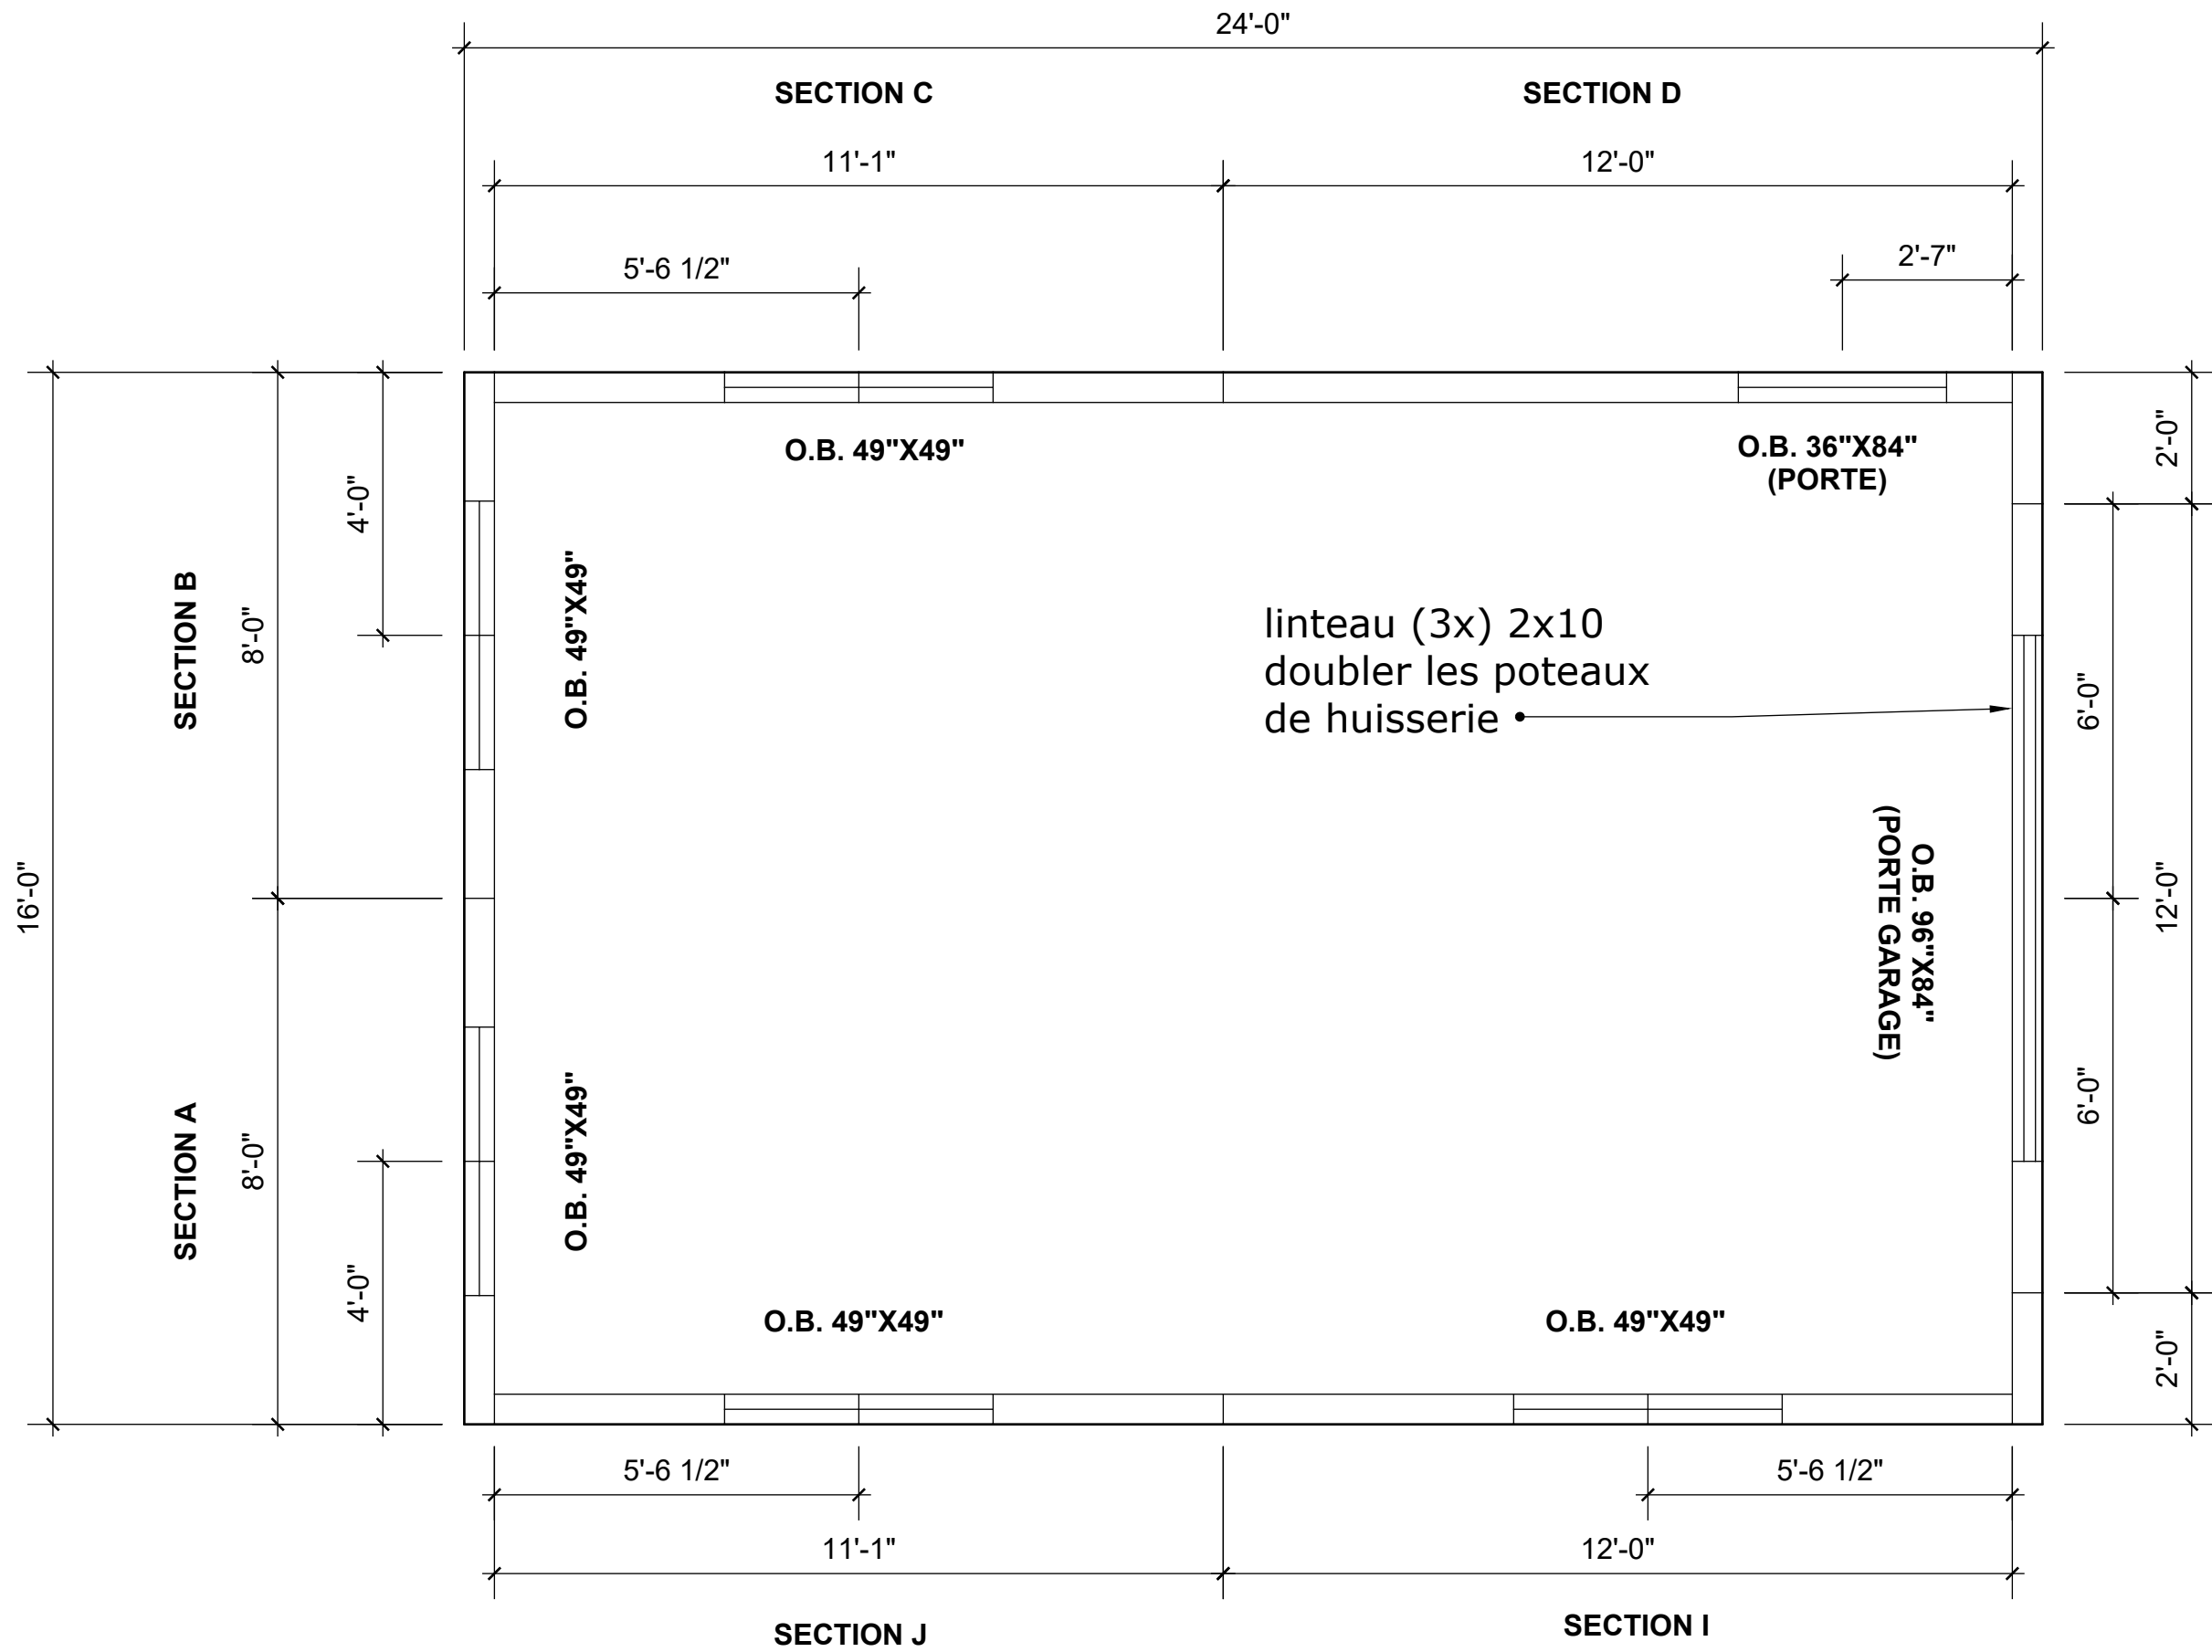 24'-0"
SECTION C
SECTION D
11'-1"
12'-0"
5'-6 1/2"
2'-7"
O.B. 49"X49"
O.B. 36"X84"
(PORTE)
2'-0"
4'-0"
SECTION B
8'-0"
O.B. 49"X49"
linteau (3x) 2x10
doubler les poteaux
de huisserie
6'-0"
16'-0"
O.B. 96"X84"
(PORTE GARAGE)
12'-0"
SECTION A
8'-0"
4'-0"
O.B. 49"X49"
6'-0"
O.B. 49"X49"
O.B. 49"X49"
2'-0"
5'-6 1/2"
5'-6 1/2"
11'-1"
12'-0"
SECTION J
SECTION I